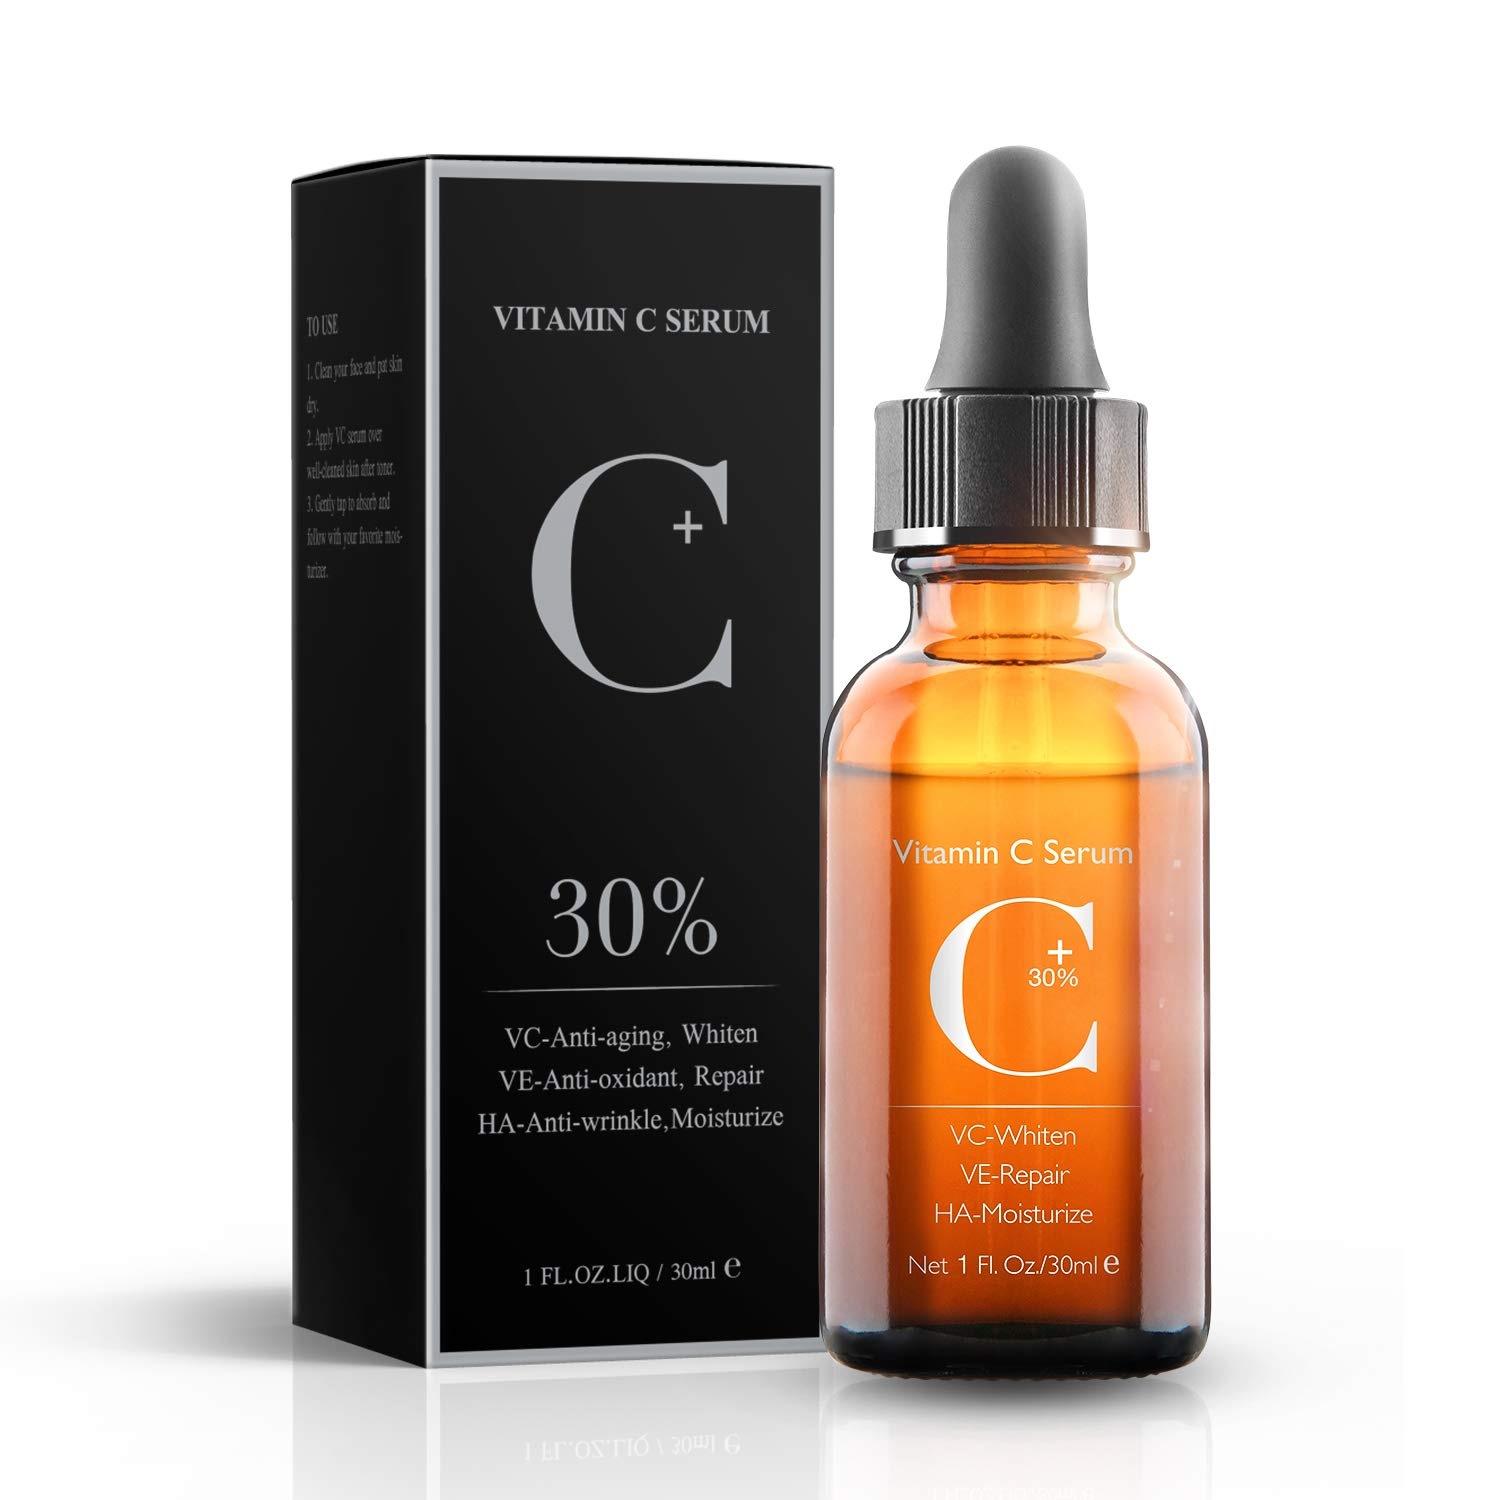 TO USE
1. Clean your face and pat skin
dry.
2. Apply VC serum over
well-cleaned skin after toner.
3. Gently tap to absorb and
follow with your favorite mois-
turizer.
VITAMIN C SERUM
C+
30%
VC-Anti-aging, Whiten
VE-Anti-oxidant, Repair
HA-Anti-wrinkle,Moisturize
1 FL.OZ.LIQ / 30ml e
Vitamin C Serum
C+
30%
VC-Whiten
VE-Repair
HA-Moisturize
Net 1 Fl. Oz./30ml e